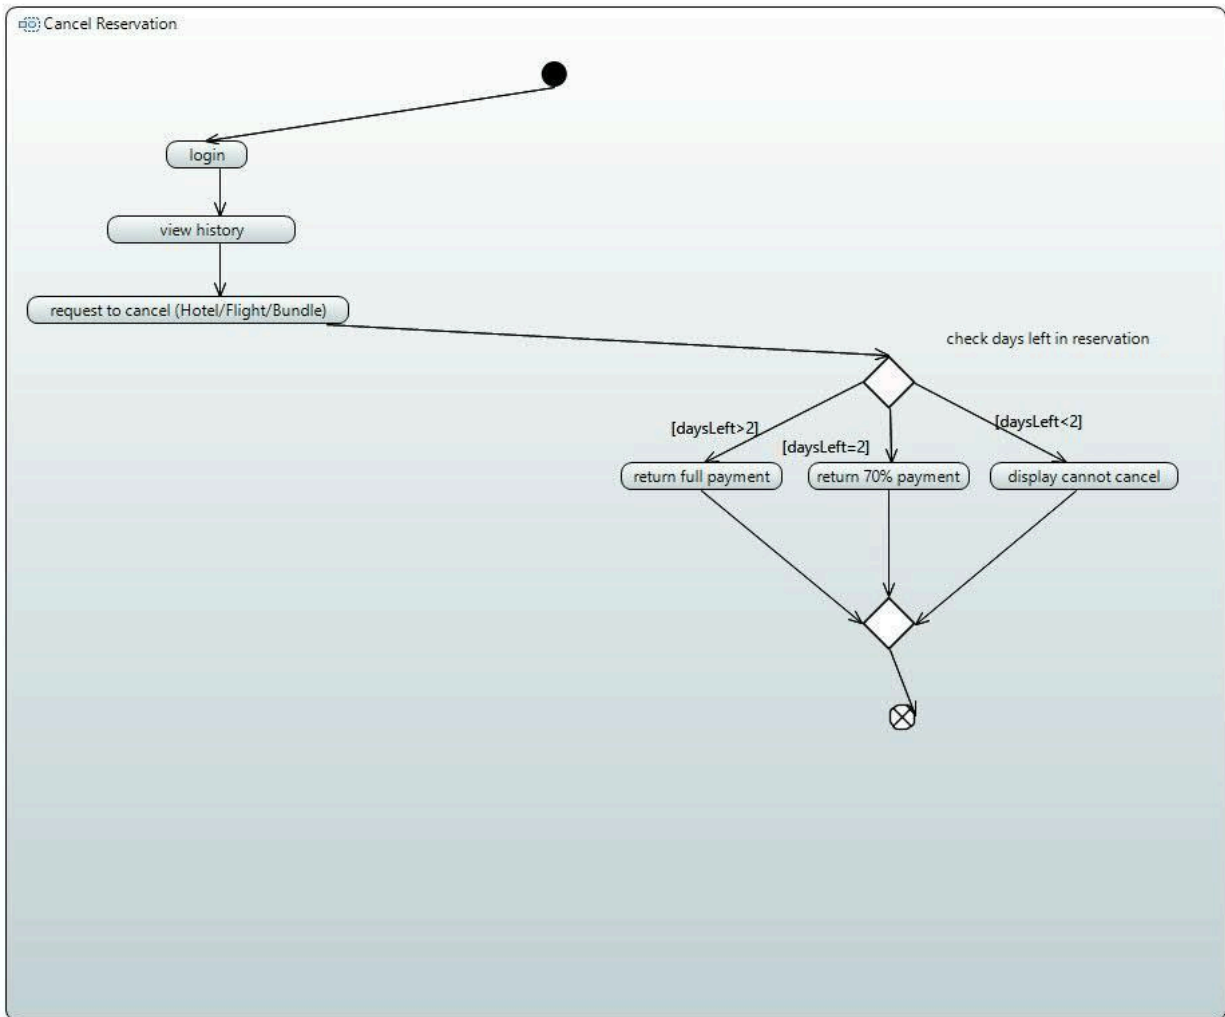 Cancel Reservation
login
view history
request to cancel (Hotel/Flight/Bundle)
check days left in reservation
[daysLeft>2]
[daysLeft=2]
[daysLeft<2]
return full payment
return 70% payment
display cannot cancel